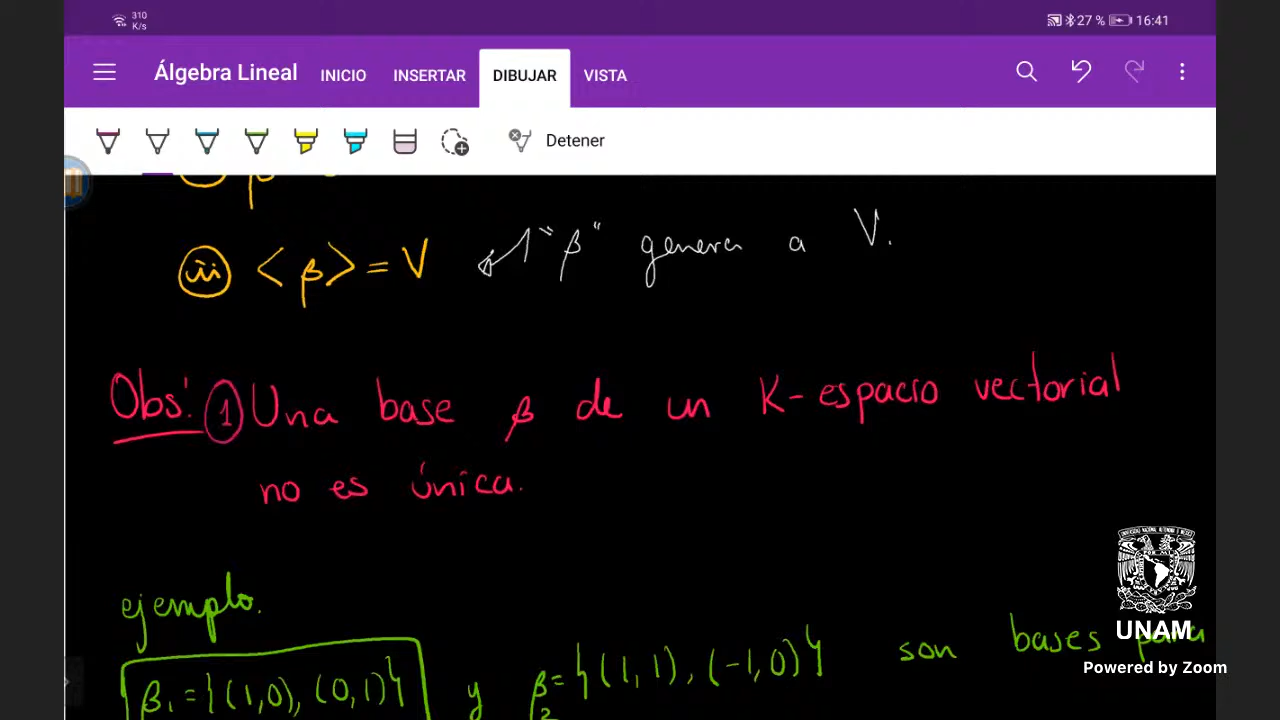 310
K/s
27 % 16:41
Álgebra Lineal INICIO INSERTAR DIBUJAR VISTA
Detener
β
iii <β> = V "β" genera a V.
Obs: 1 Una base β de un K-espacio vectorial
no es única.
ejemplo.
β₁ = {(1,0), (0,1)} y β₂ = {(1,1), (-1,0)} son bases para
UNAM
Powered by Zoom